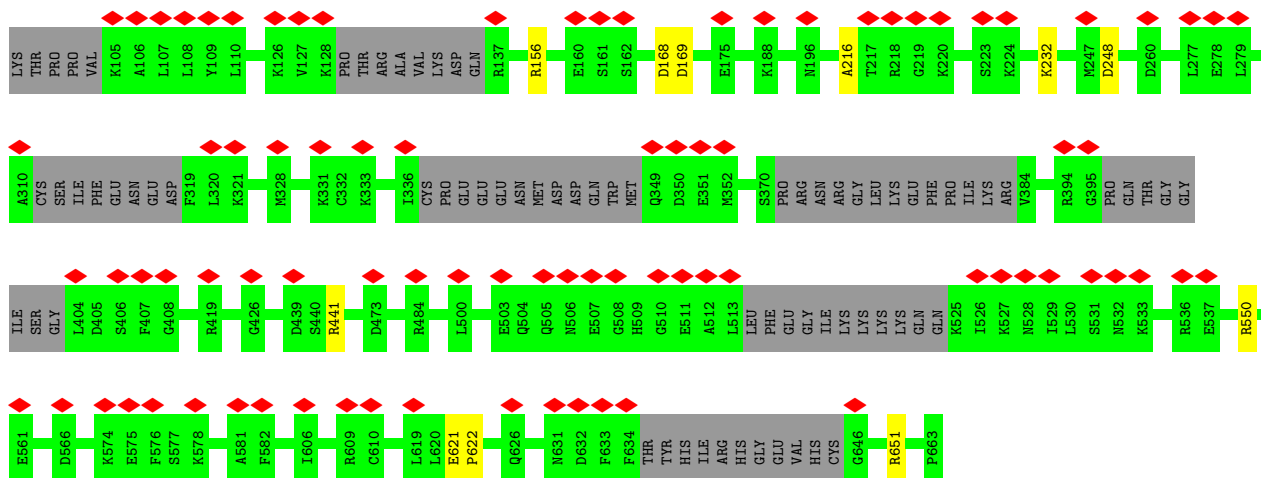 LYS THR PRO PRO VAL K105 A106 L107 L108 Y109 L110 K126 V127 K128 PRO THR ARG ALA VAL LYS ASP GLN R137 R156 E160 S161 S162 D168 D169 E175 K188 N196 A216 T217 R218 G219 K220 S223 K224 K232 M247 D248 D260 L277 E278 L279
A310 CYS SER ILE PHE GLU ASN GLU ASP F319 L320 K321 M328 K331 C332 K333 I336 CYS PRO GLU GLU GLU ASN MET ASP ASP GLN TRP MET Q349 D350 E351 M352 S370 PRO ARG ASN ARG GLY LEU LYS GLU PHE PRO ILE LYS ARG V384 R394 G395 PRO GLN THR GLY GLY
ILE SER GLY L404 D405 S406 F407 G408 R419 G426 D439 S440 R441 D473 R484 L500 E503 Q504 Q505 N506 E507 G508 H509 S510 E511 A512 L513 LEU PHE GLU GLY ILE LYS LYS LYS LYS GLN GLN K525 I526 K527 N528 I529 L530 S531 N532 K533 R536 E537 R550
E561 D566 K574 E575 F576 S577 K578 A581 F582 I606 R609 C610 L619 L620 E621 P622 Q626 N631 D632 F633 F634 THR TYR HIS ILE ARG HIS GLY GLU VAL HIS CYS G646 R651 P663